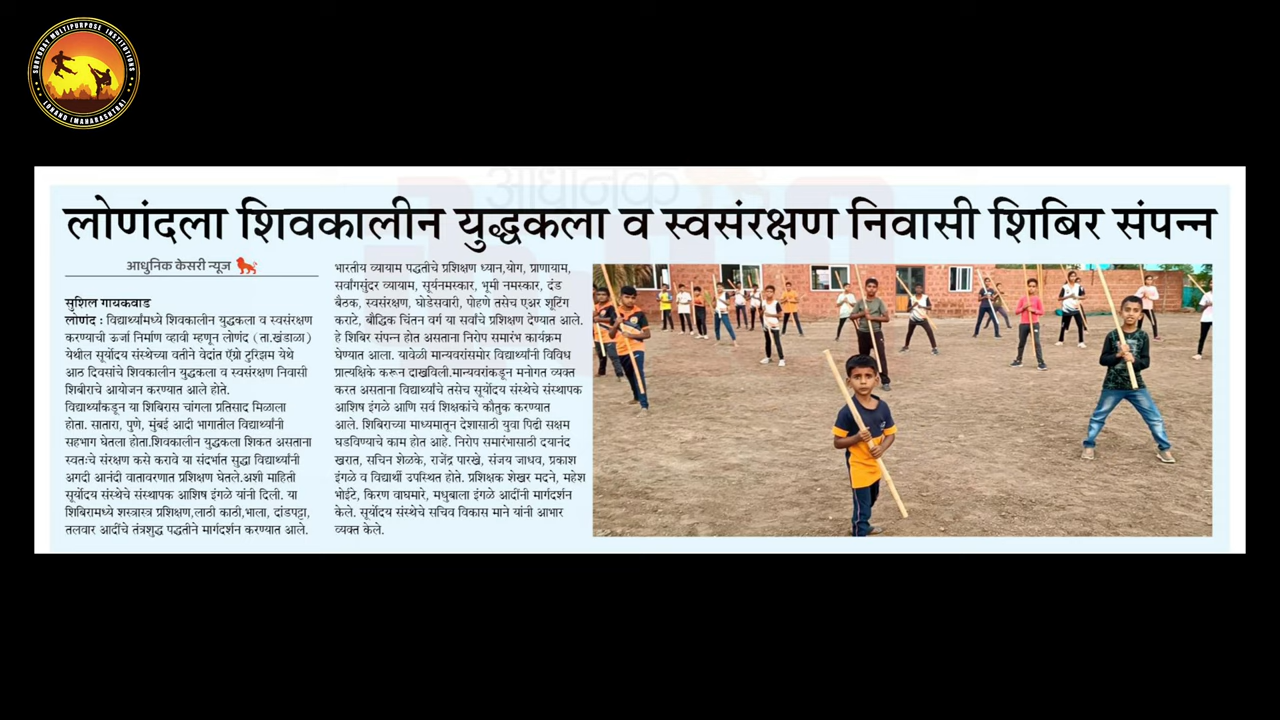 SURYODAY MULTIPURPOSE INSTITUTIONS
LONAND (MAHARASHTRA)
आधुनिक
लोणंदला शिवकालीन युद्धकला व स्वसंरक्षण निवासी शिबिर संपन्न
आधुनिक केसरी न्यूज
सुशिल गायकवाड
लोणंद : विद्यार्थ्यांमध्ये शिवकालीन युद्धकला व स्वसंरक्षण
करण्याची ऊर्जा निर्माण व्हावी म्हणून लोणंद (ता.खंडाळा)
येथील सूर्योदय संस्थेच्या वतीने वेदांत ऍग्रो टुरिझम येथे
आठ दिवसांचे शिवकालीन युद्धकला व स्वसंरक्षण निवासी
शिबीराचे आयोजन करण्यात आले होते.
विद्यार्थ्यांकडून या शिबिरास चांगला प्रतिसाद मिळाला
होता. सातारा, पुणे, मुंबई आदी भागातील विद्यार्थ्यांनी
सहभाग घेतला होता.शिवकालीन युद्धकला शिकत असताना
स्वतःचे संरक्षण कसे करावे या संदर्भात सुद्धा विद्यार्थ्यांनी
अगदी आनंदी वातावरणात प्रशिक्षण घेतले.अशी माहिती
सूर्योदय संस्थेचे संस्थापक आशिष इंगळे यांनी दिली. या
शिबिरामध्ये शस्त्रास्त्र प्रशिक्षण,लाठी काठी,भाला, दांडपट्टा,
तलवार आदींचे तंत्रशुद्ध पद्धतीने मार्गदर्शन करण्यात आले.
भारतीय व्यायाम पद्धतीचे प्रशिक्षण ध्यान,योग, प्राणायाम,
सर्वांगसुंदर व्यायाम, सूर्यनमस्कार, भूमी नमस्कार, दंड
बैठक, स्वसंरक्षण, घोडेसवारी, पोहणे तसेच एअर शूटिंग
कराटे, बौद्धिक चिंतन वर्ग या सर्वांचे प्रशिक्षण देण्यात आले.
हे शिबिर संपन्न होत असताना निरोप समारंभ कार्यक्रम
घेण्यात आला. यावेळी मान्यवरांसमोर विद्यार्थ्यांनी विविध
प्रात्यक्षिके करून दाखविली.मान्यवरांकडून मनोगत व्यक्त
करत असताना विद्यार्थ्यांचे तसेच सूर्योदय संस्थेचे संस्थापक
आशिष इंगळे आणि सर्व शिक्षकांचे कौतुक करण्यात
आले. शिबिराच्या माध्यमातून देशासाठी युवा पिढी सक्षम
घडविण्याचे काम होत आहे. निरोप समारंभासाठी दयानंद
खरात, सचिन शेळके, राजेंद्र पारखे, संजय जाधव, प्रकाश
इंगळे व विद्यार्थी उपस्थित होते. प्रशिक्षक शेखर मदने, महेश
भोईटे, किरण वाघमारे, मधुबाला इंगळे आदींनी मार्गदर्शन
केले. सूर्योदय संस्थेचे सचिव विकास माने यांनी आभार
व्यक्त केले.